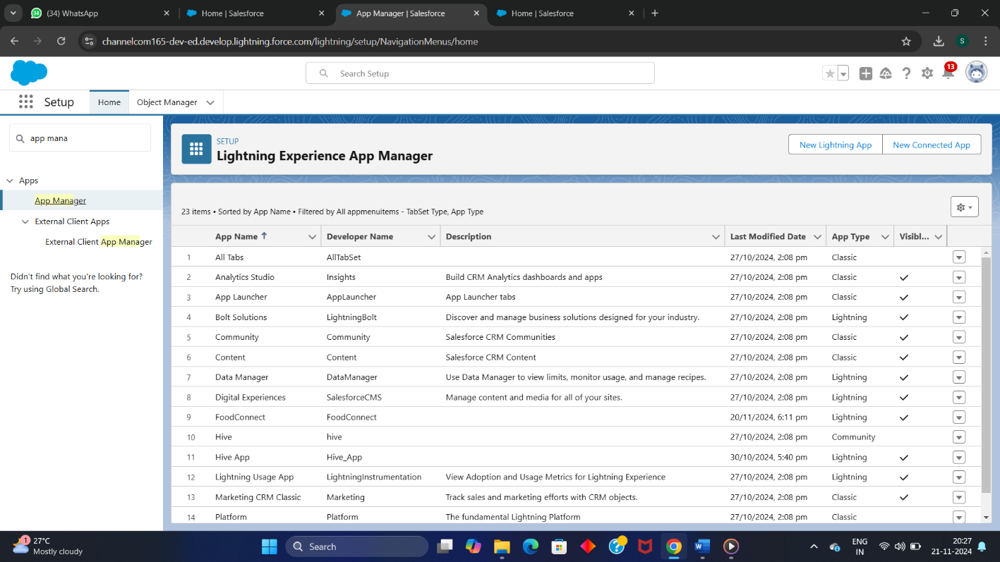 (34) WhatsApp
Home | Salesforce
App Manager | Salesforce
Home | Salesforce
channelcom165-dev-ed.develop.lightning.force.com/lightning/setup/NavigationMenus/home
S
Search Setup
13
Setup
Home
Object Manager
app mana
Apps
App Manager
External Client Apps
External Client App Manager
Didn't find what you're looking for?
Try using Global Search.
SETUP
Lightning Experience App Manager
New Lightning App
New Connected App
23 items • Sorted by App Name • Filtered by All appmenuitems - TabSet Type, App Type
App Name ↑ Developer Name Description Last Modified Date App Type Visibl...
1 All Tabs AllTabSet 27/10/2024, 2:08 pm Classic
2 Analytics Studio Insights Build CRM Analytics dashboards and apps 27/10/2024, 2:08 pm Classic
3 App Launcher AppLauncher App Launcher tabs 27/10/2024, 2:08 pm Classic
4 Bolt Solutions LightningBolt Discover and manage business solutions designed for your industry. 27/10/2024, 2:08 pm Lightning
5 Community Community Salesforce CRM Communities 27/10/2024, 2:08 pm Classic
6 Content Content Salesforce CRM Content 27/10/2024, 2:08 pm Classic
7 Data Manager DataManager Use Data Manager to view limits, monitor usage, and manage recipes. 27/10/2024, 2:08 pm Lightning
8 Digital Experiences SalesforceCMS Manage content and media for all of your sites. 27/10/2024, 2:08 pm Lightning
9 FoodConnect FoodConnect 20/11/2024, 6:11 pm Lightning
10 Hive hive 27/10/2024, 2:08 pm Community
11 Hive App Hive_App 30/10/2024, 5:40 pm Lightning
12 Lightning Usage App LightningInstrumentation View Adoption and Usage Metrics for Lightning Experience 27/10/2024, 2:08 pm Lightning
13 Marketing CRM Classic Marketing Track sales and marketing efforts with CRM objects. 27/10/2024, 2:08 pm Classic
14 Platform Platform The fundamental Lightning Platform 27/10/2024, 2:08 pm Classic
1
27°C
Mostly cloudy
Search
ENG
IN
20:27
21-11-2024